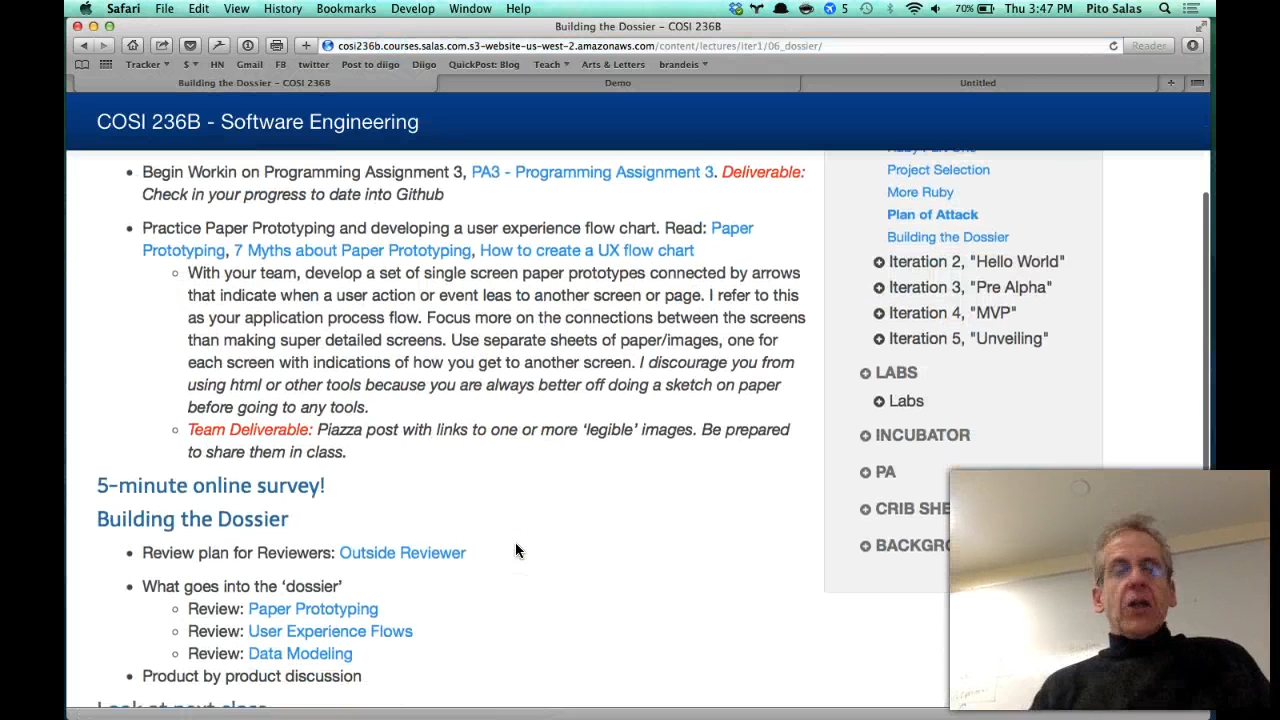 Safari File Edit View History Bookmarks Develop Window Help 5 70% Thu 3:47 PM Pito Salas
Building the Dossier - COSI 236B
cosi236b.courses.salas.com.s3-website-us-west-2.amazonaws.com/content/lectures/iter1/06_dossier/ Reader
Tracker $ HN Gmail FB twitter Post to diigo Diigo QuickPost: Blog Teach Arts & Letters brandeis
Building the Dossier - COSI 236B Demo Untitled
COSI 236B - Software Engineering
Begin Workin on Programming Assignment 3, PA3 - Programming Assignment 3. Deliverable:
Check in your progress to date into Github
Practice Paper Prototyping and developing a user experience flow chart. Read: Paper
Prototyping, 7 Myths about Paper Prototyping, How to create a UX flow chart
With your team, develop a set of single screen paper prototypes connected by arrows
that indicate when a user action or event leas to another screen or page. I refer to this
as your application process flow. Focus more on the connections between the screens
than making super detailed screens. Use separate sheets of paper/images, one for
each screen with indications of how you get to another screen. I discourage you from
using html or other tools because you are always better off doing a sketch on paper
before going to any tools.
Team Deliverable: Piazza post with links to one or more ‘legible’ images. Be prepared
to share them in class.
5-minute online survey!
Building the Dossier
Review plan for Reviewers: Outside Reviewer
What goes into the ‘dossier’
Review: Paper Prototyping
Review: User Experience Flows
Review: Data Modeling
Product by product discussion
Look at next class
Project Selection
More Ruby
Plan of Attack
Building the Dossier
Iteration 2, "Hello World"
Iteration 3, "Pre Alpha"
Iteration 4, "MVP"
Iteration 5, "Unveiling"
LABS
Labs
INCUBATOR
PA
CRIB SHE
BACKGR